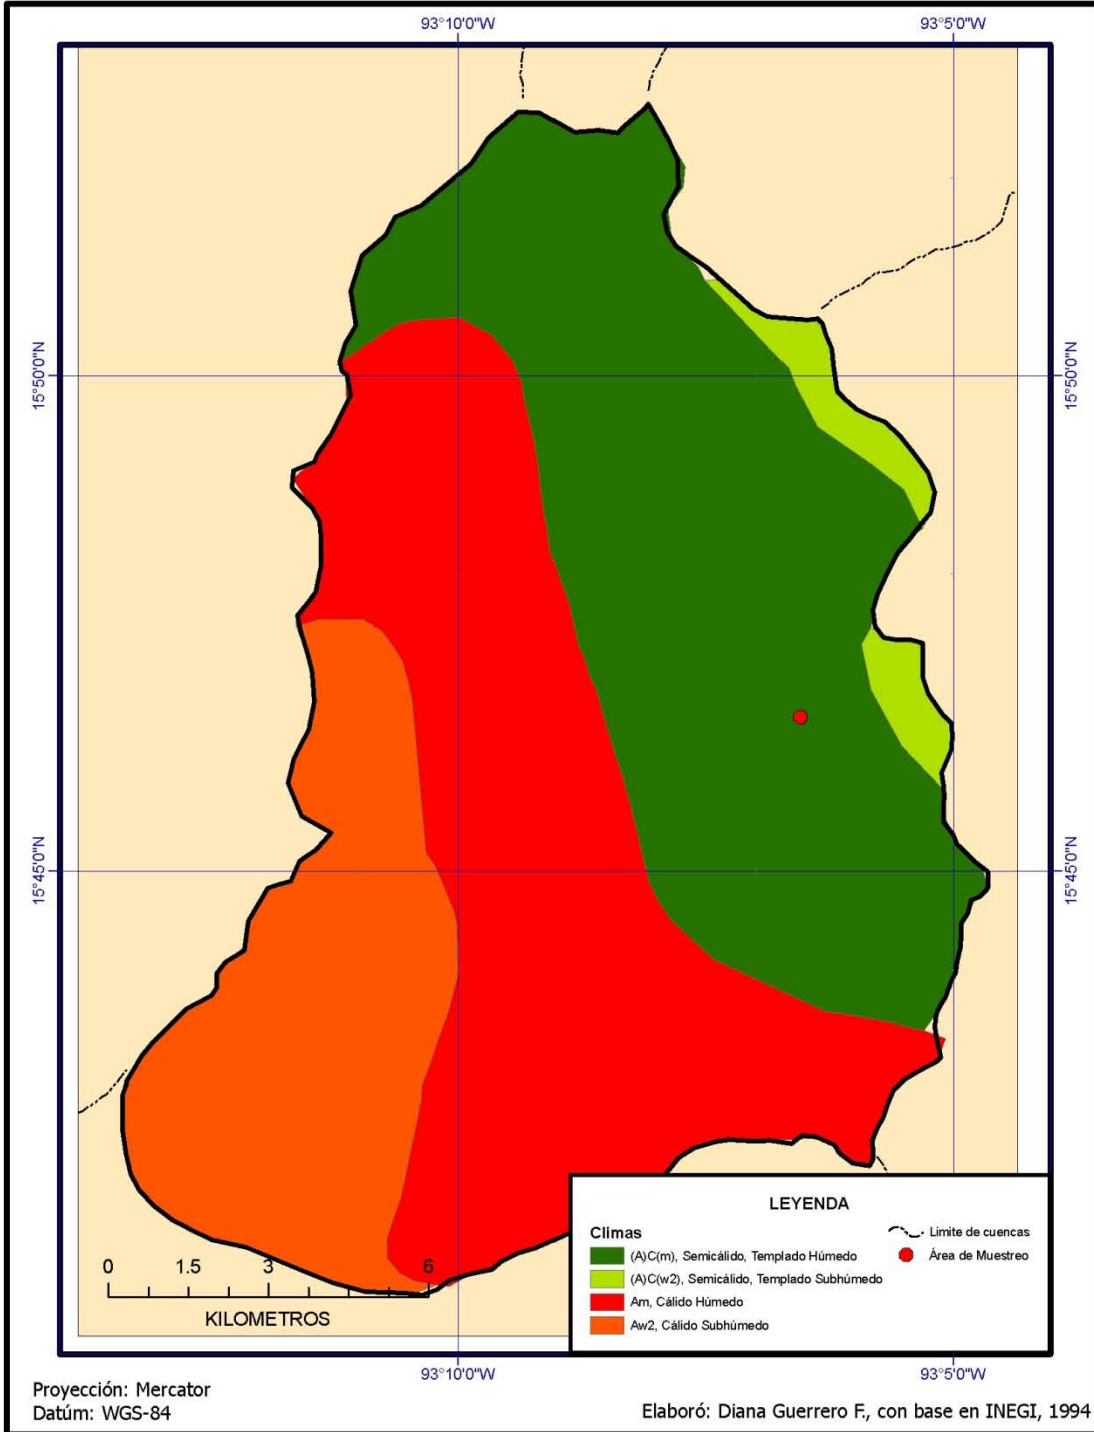 93°10'0"W
93°5'0"W
15°50'0"N
15°50'0"N
15°45'0"N
15°45'0"N
0
1.5
3
6
KILOMETROS
LEYENDA
Climas
(A)C(m), Semicálido, Templado Húmedo
(A)C(w2), Semicálido, Templado Subhúmedo
Am, Cálido Húmedo
Aw2, Cálido Subhúmedo
Limite de cuencas
Área de Muestreo
93°10'0"W
93°5'0"W
Proyección: Mercator
Datúm: WGS-84
Elaboró: Diana Guerrero F., con base en INEGI, 1994